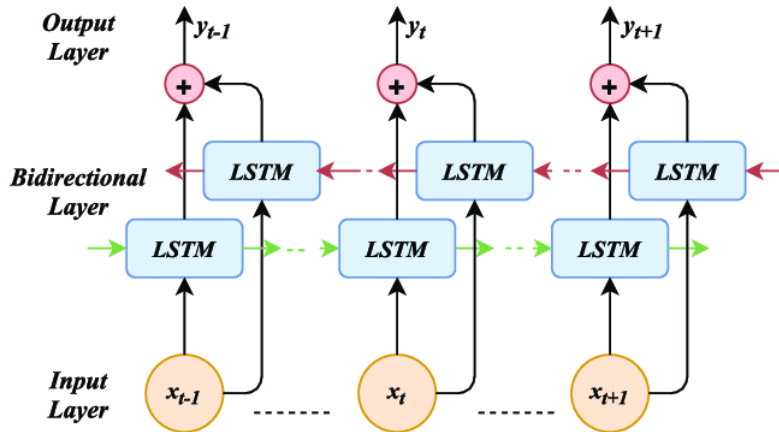 Output
Layer
y_{t-1}
y_t
y_{t+1}
+
+
+
Bidirectional
Layer
LSTM
LSTM
LSTM
LSTM
LSTM
LSTM
Input
Layer
x_{t-1}
x_t
x_{t+1}